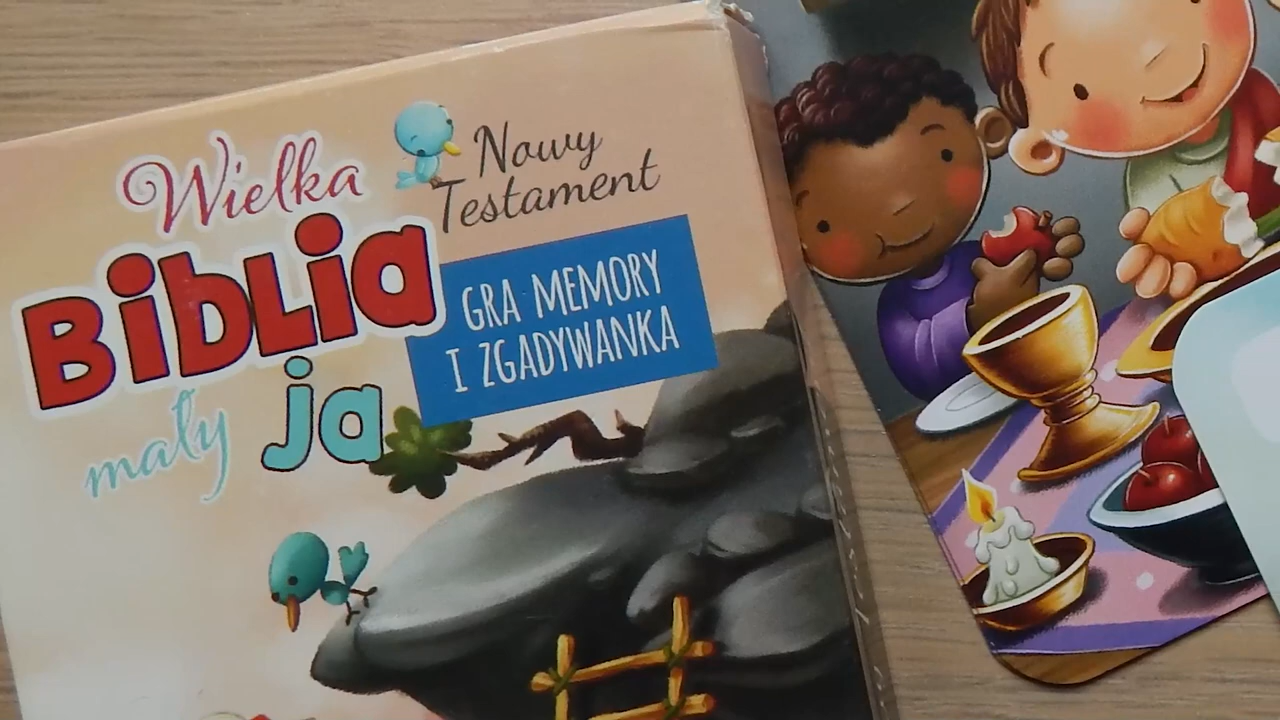 Wielka
Biblia
mały ja
Nowy
Testament
GRA MEMORY
I ZGADYWANKA